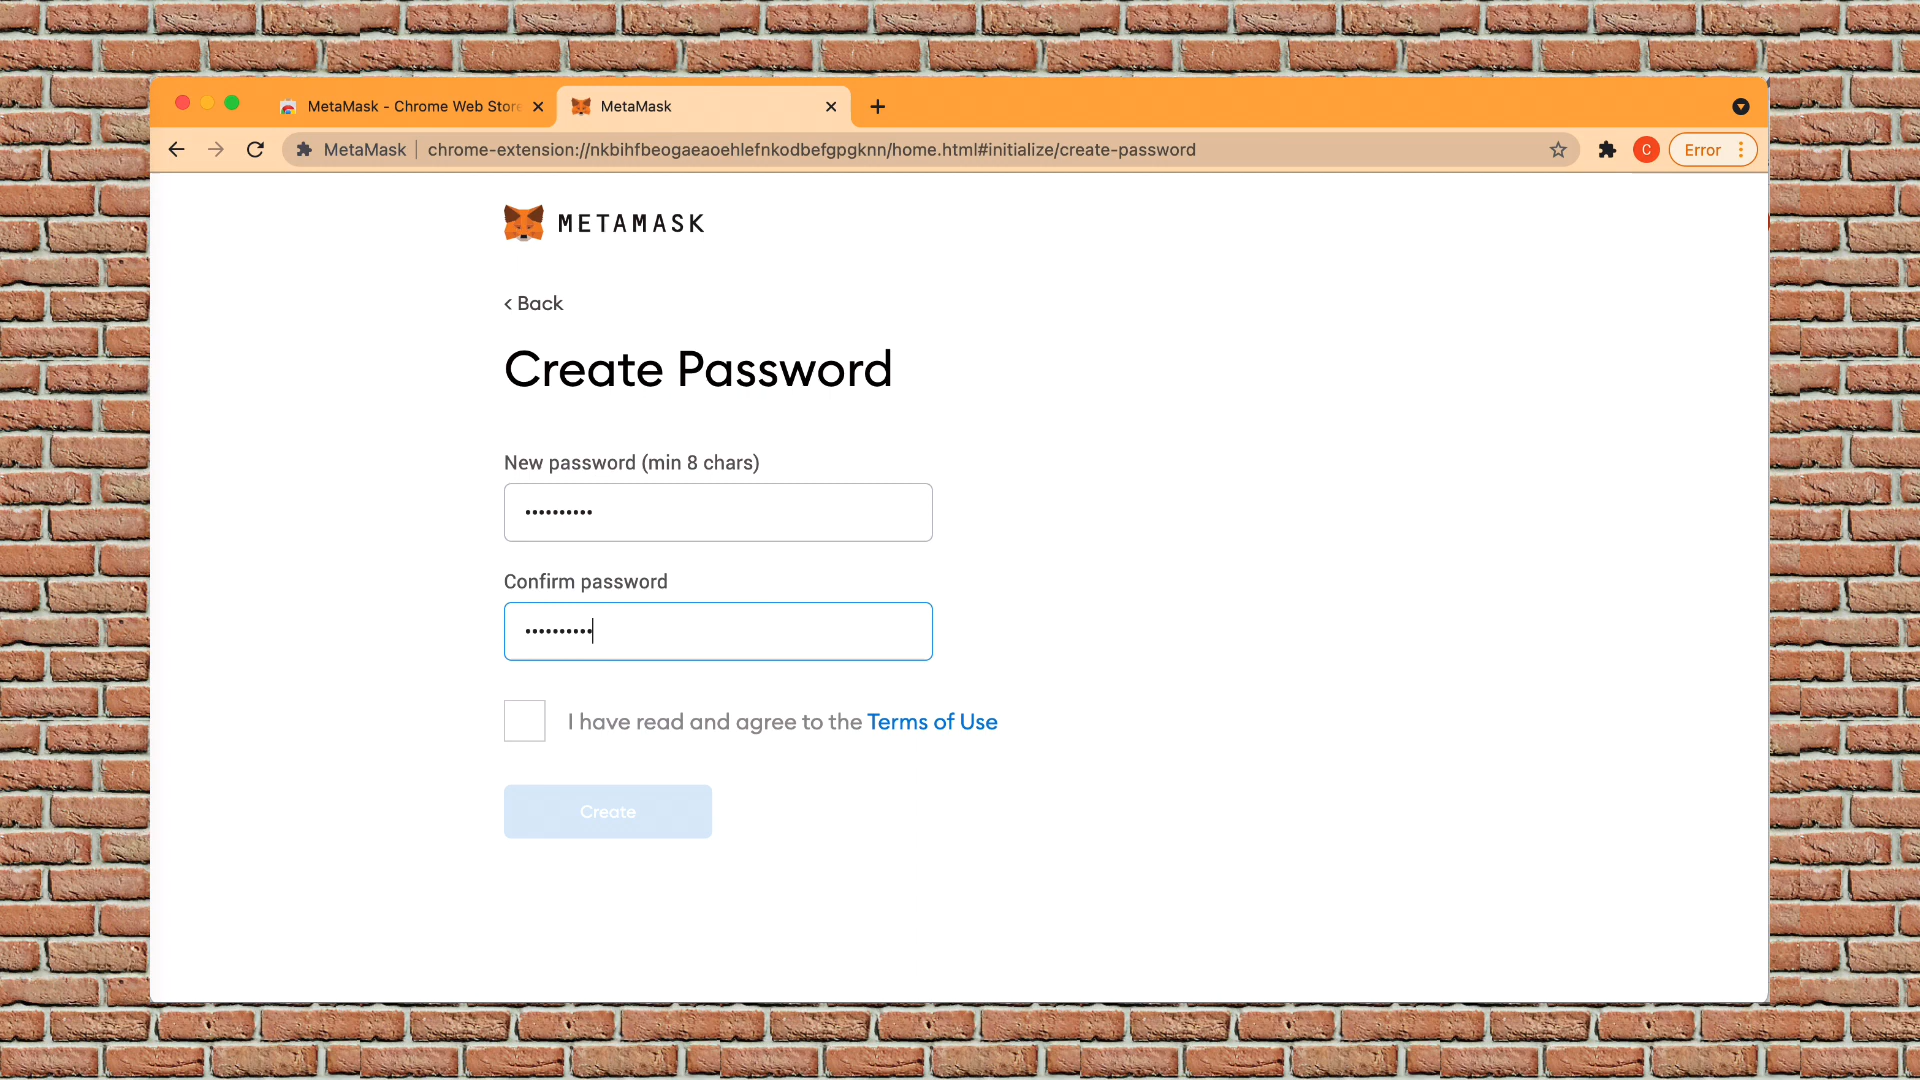 MetaMask - Chrome Web Store
MetaMask
MetaMask
chrome-extension://nkbihfbeogaeaoehlefnkodbefgpgknn/home.html#initialize/create-password
C
Error
METAMASK
< Back
Create Password
New password (min 8 chars)
••••••••••
Confirm password
••••••••••
I have read and agree to the Terms of Use
Create